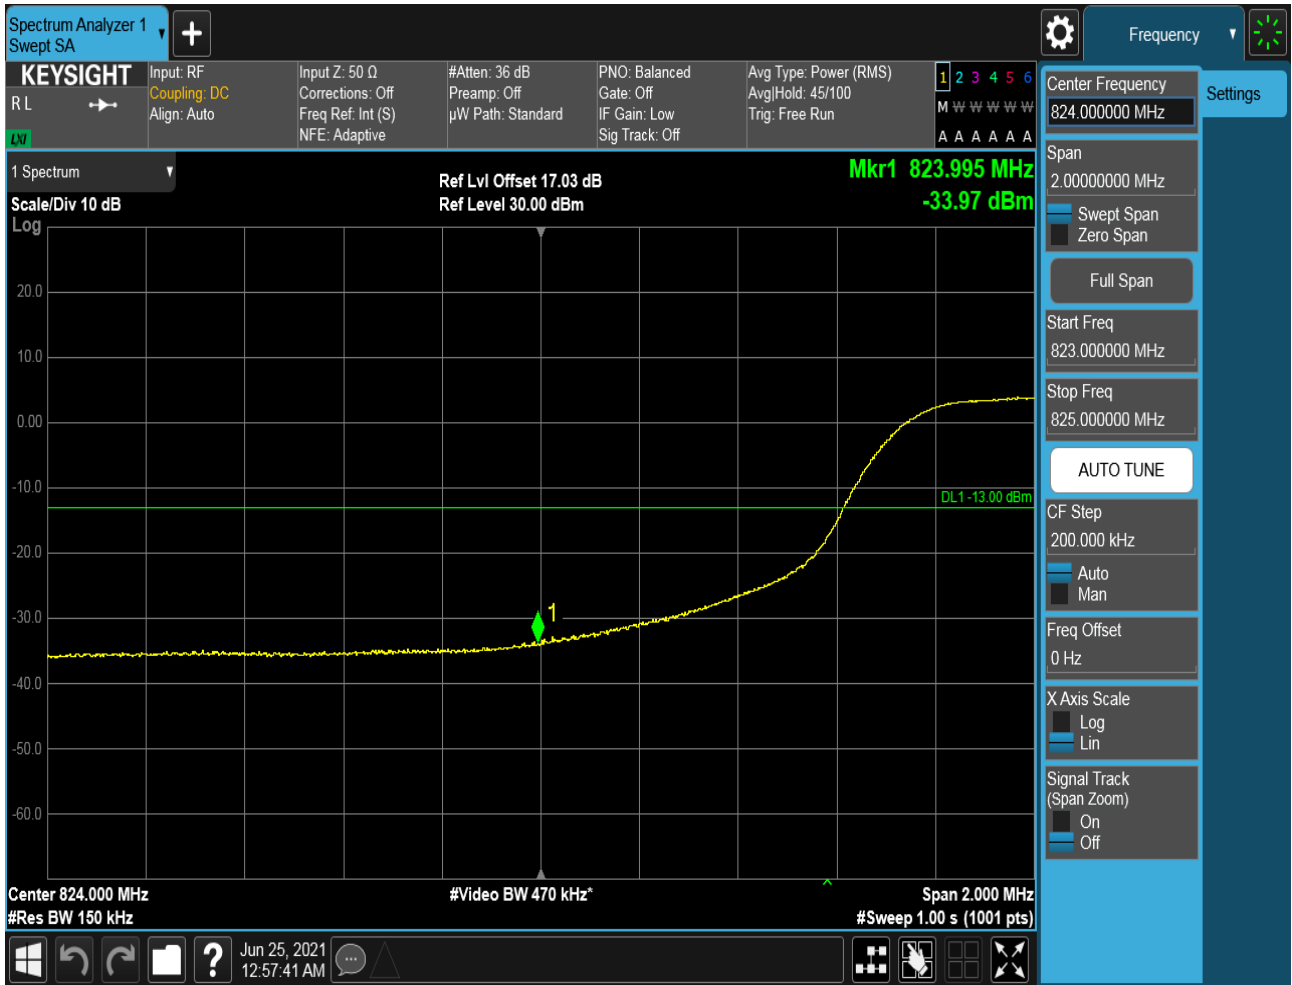 Spectrum Analyzer 1
Swept SA
+
Frequency
KEYSIGHT
R L
LXI
Input: RF
Coupling: DC
Align: Auto
Input Z: 50 Ω
Corrections: Off
Freq Ref: Int (S)
NFE: Adaptive
#Atten: 36 dB
Preamp: Off
µW Path: Standard
PNO: Balanced
Gate: Off
IF Gain: Low
Sig Track: Off
Avg Type: Power (RMS)
Avg|Hold: 45/100
Trig: Free Run
1 2 3 4 5 6
M W W W W W
A A A A A A
1 Spectrum
Scale/Div 10 dB
Log
Ref Lvl Offset 17.03 dB
Ref Level 30.00 dBm
Mkr1 823.995 MHz
-33.97 dBm
20.0
10.0
0.00
-10.0
DL1 -13.00 dBm
-20.0
-30.0
1
-40.0
-50.0
-60.0
Center 824.000 MHz
#Res BW 150 kHz
#Video BW 470 kHz*
Span 2.000 MHz
#Sweep 1.00 s (1001 pts)
?
Jun 25, 2021
12:57:41 AM
Center Frequency
824.000000 MHz
Settings
Span
2.00000000 MHz
Swept Span
Zero Span
Full Span
Start Freq
823.000000 MHz
Stop Freq
825.000000 MHz
AUTO TUNE
CF Step
200.000 kHz
Auto
Man
Freq Offset
0 Hz
X Axis Scale
Log
Lin
Signal Track
(Span Zoom)
On
Off